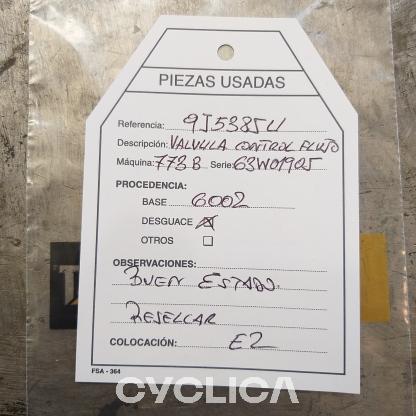 PIEZAS USADAS
Referencia: 9J5385U
Descripción: VALVULA CONTROL FLUJO
Máquina: 773B Serie: 63W01905
PROCEDENCIA:
BASE 6002
DESGUACE ☒
OTROS ☐
OBSERVACIONES:
BUEN ESTADO.
RESELLAR
COLOCACIÓN: E2
FSA - 364
CYCLICA